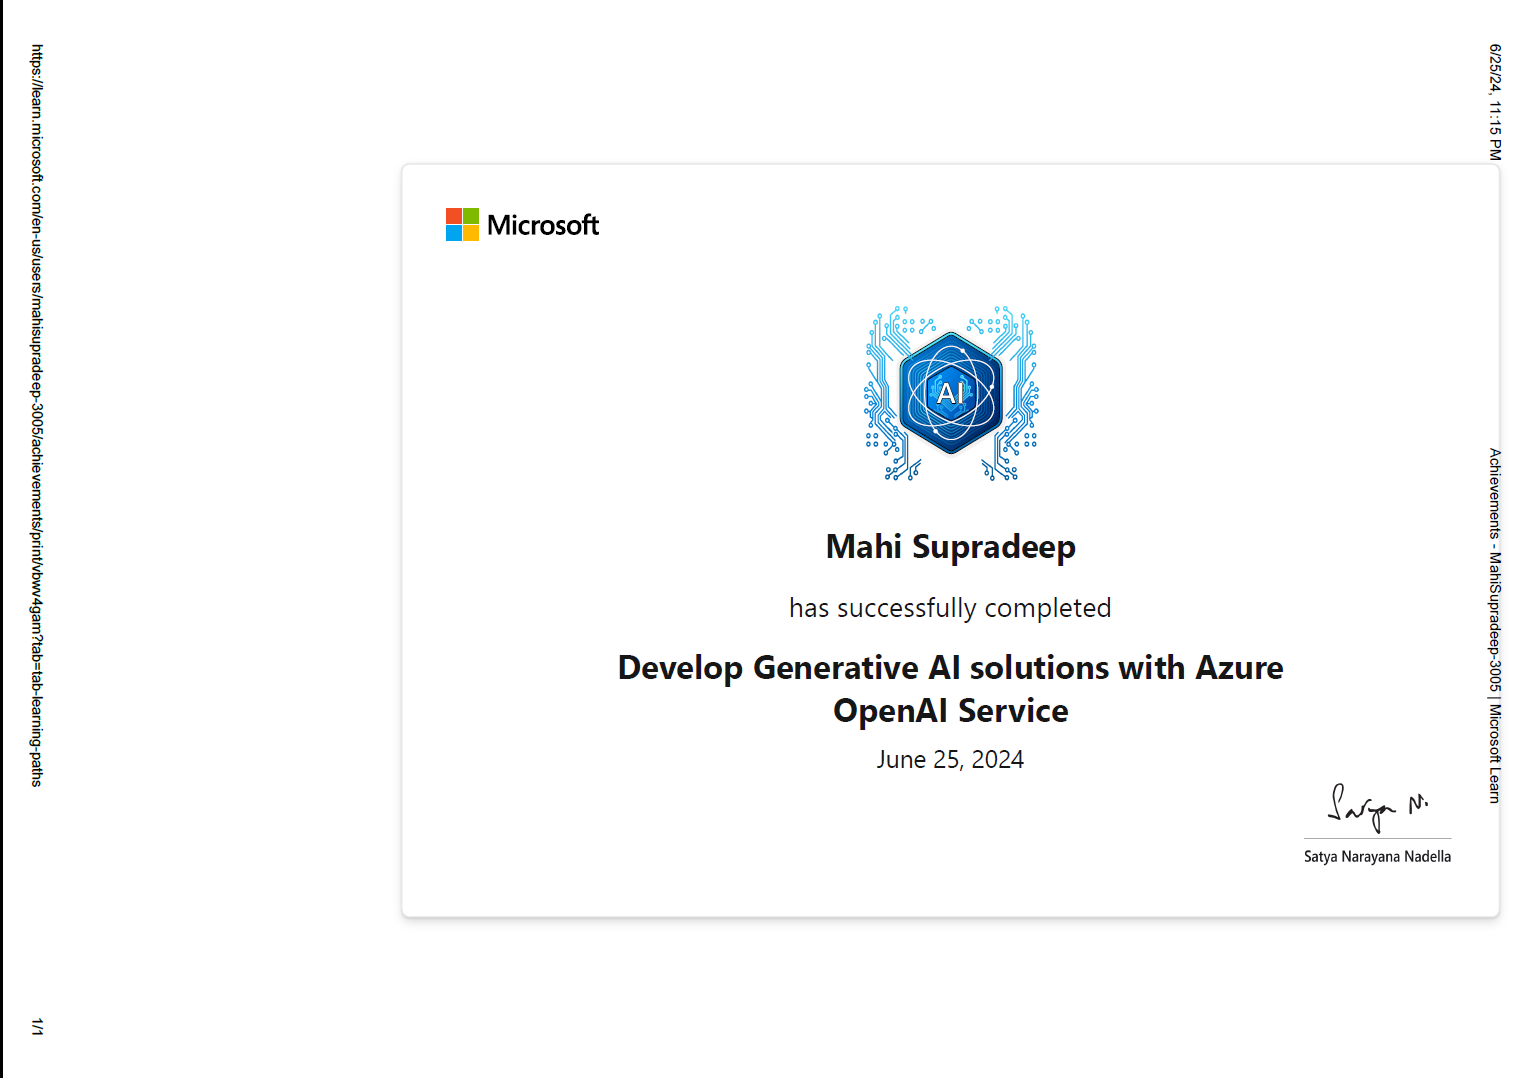 6/25/24, 11:15 PM
Achievements - MahiSupradeep-3005 | Microsoft Learn
Microsoft
AI
Mahi Supradeep
has successfully completed
Develop Generative AI solutions with Azure
OpenAI Service
June 25, 2024
Satya N.
Satya Narayana Nadella
https://learn.microsoft.com/en-us/users/mahisupradeep-3005/achievements/print/vbwv4gam?tab=tab-learning-paths
1/1